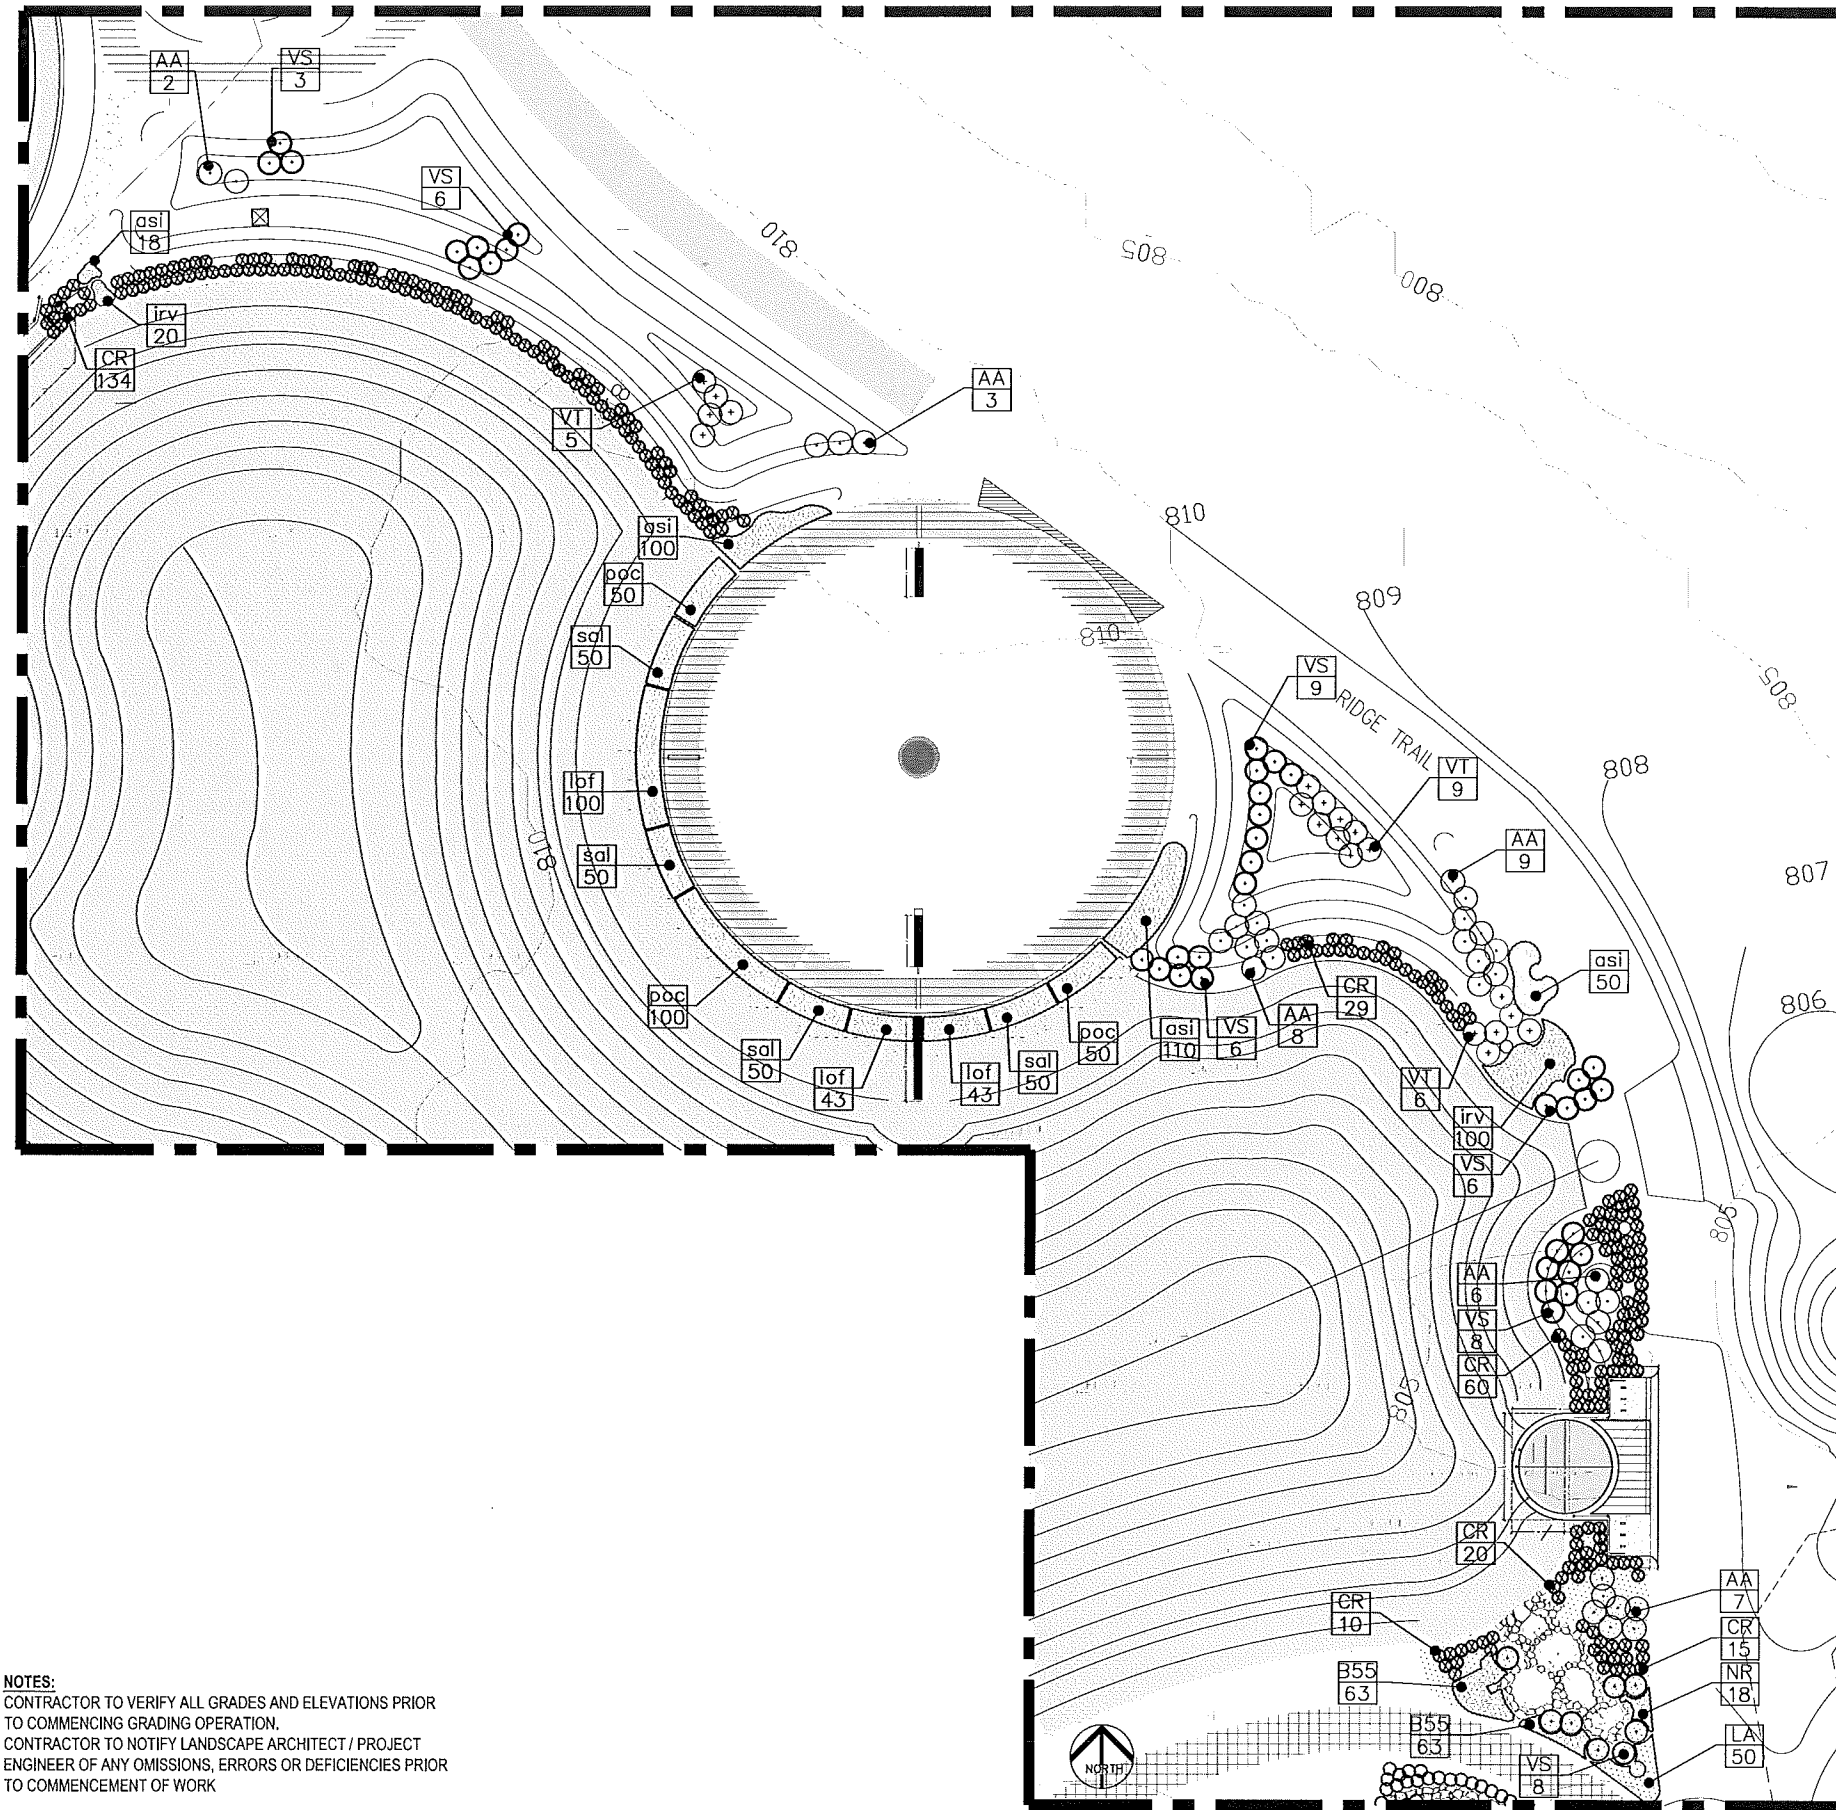 AA
2
VS
3
VS
6
asi
18
irv
20
CR
134
810
805
800
AA
3
VT
5
asi
100
poc
50
sal
50
lof
100
sal
50
810
poc
100
sal
50
lof
43
lof
43
sal
50
poc
50
asi
110
VS
6
AA
8
CR
29
810
810
809
805
VS
9
RIDGE TRAIL
VT
9
808
AA
9
807
asi
50
806
VT
6
irv
100
VS
6
805
AA
6
VS
8
CR
60
805
CR
20
CR
10
B55
63
B55
63
VS
8
AA
7
CR
15
NR
18
LA
50
NORTH
NOTES:
CONTRACTOR TO VERIFY ALL GRADES AND ELEVATIONS PRIOR
TO COMMENCING GRADING OPERATION.
CONTRACTOR TO NOTIFY LANDSCAPE ARCHITECT / PROJECT
ENGINEER OF ANY OMISSIONS, ERRORS OR DEFICIENCIES PRIOR
TO COMMENCEMENT OF WORK